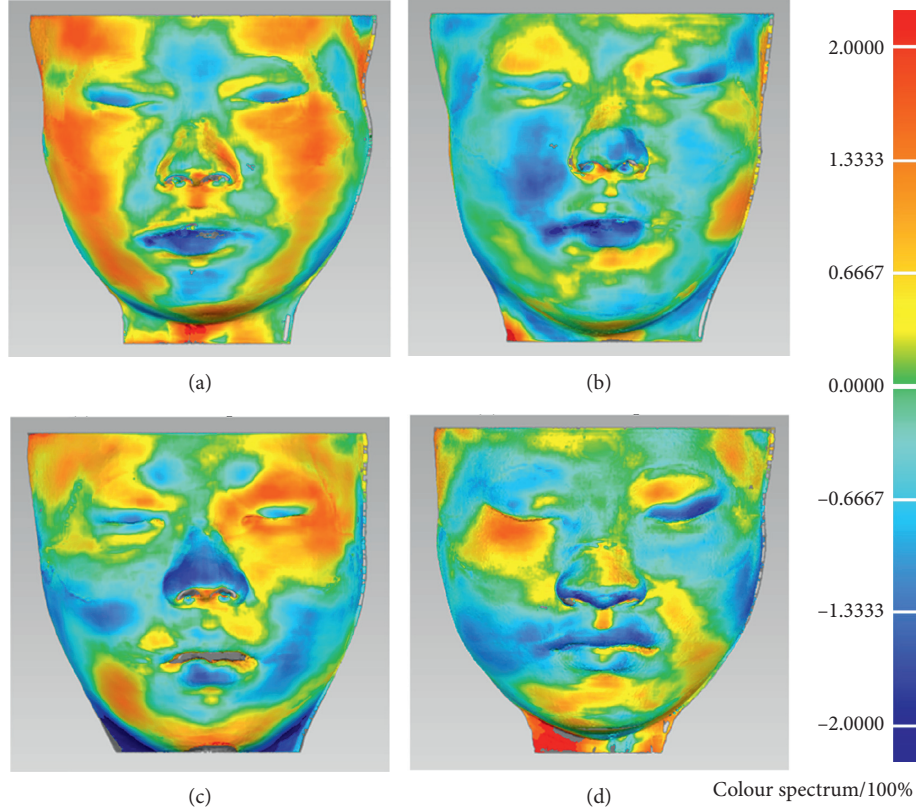 (a)
(b)
(c)
(d)
2.0000
1.3333
0.6667
0.0000
−0.6667
−1.3333
−2.0000
Colour spectrum/100%